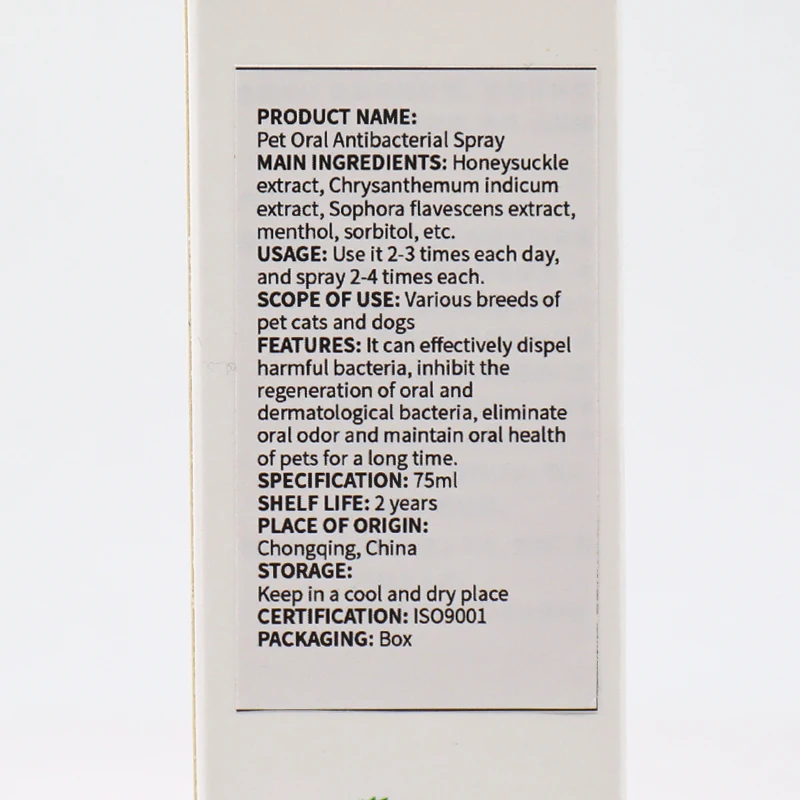 PRODUCT NAME:
Pet Oral Antibacterial Spray
MAIN INGREDIENTS: Honeysuckle
extract, Chrysanthemum indicum
extract, Sophora flavescens extract,
menthol, sorbitol, etc.
USAGE: Use it 2-3 times each day,
and spray 2-4 times each.
SCOPE OF USE: Various breeds of
pet cats and dogs
FEATURES: It can effectively dispel
harmful bacteria, inhibit the
regeneration of oral and
dermatological bacteria, eliminate
oral odor and maintain oral health
of pets for a long time.
SPECIFICATION: 75ml
SHELF LIFE: 2 years
PLACE OF ORIGIN:
Chongqing, China
STORAGE:
Keep in a cool and dry place
CERTIFICATION: ISO9001
PACKAGING: Box